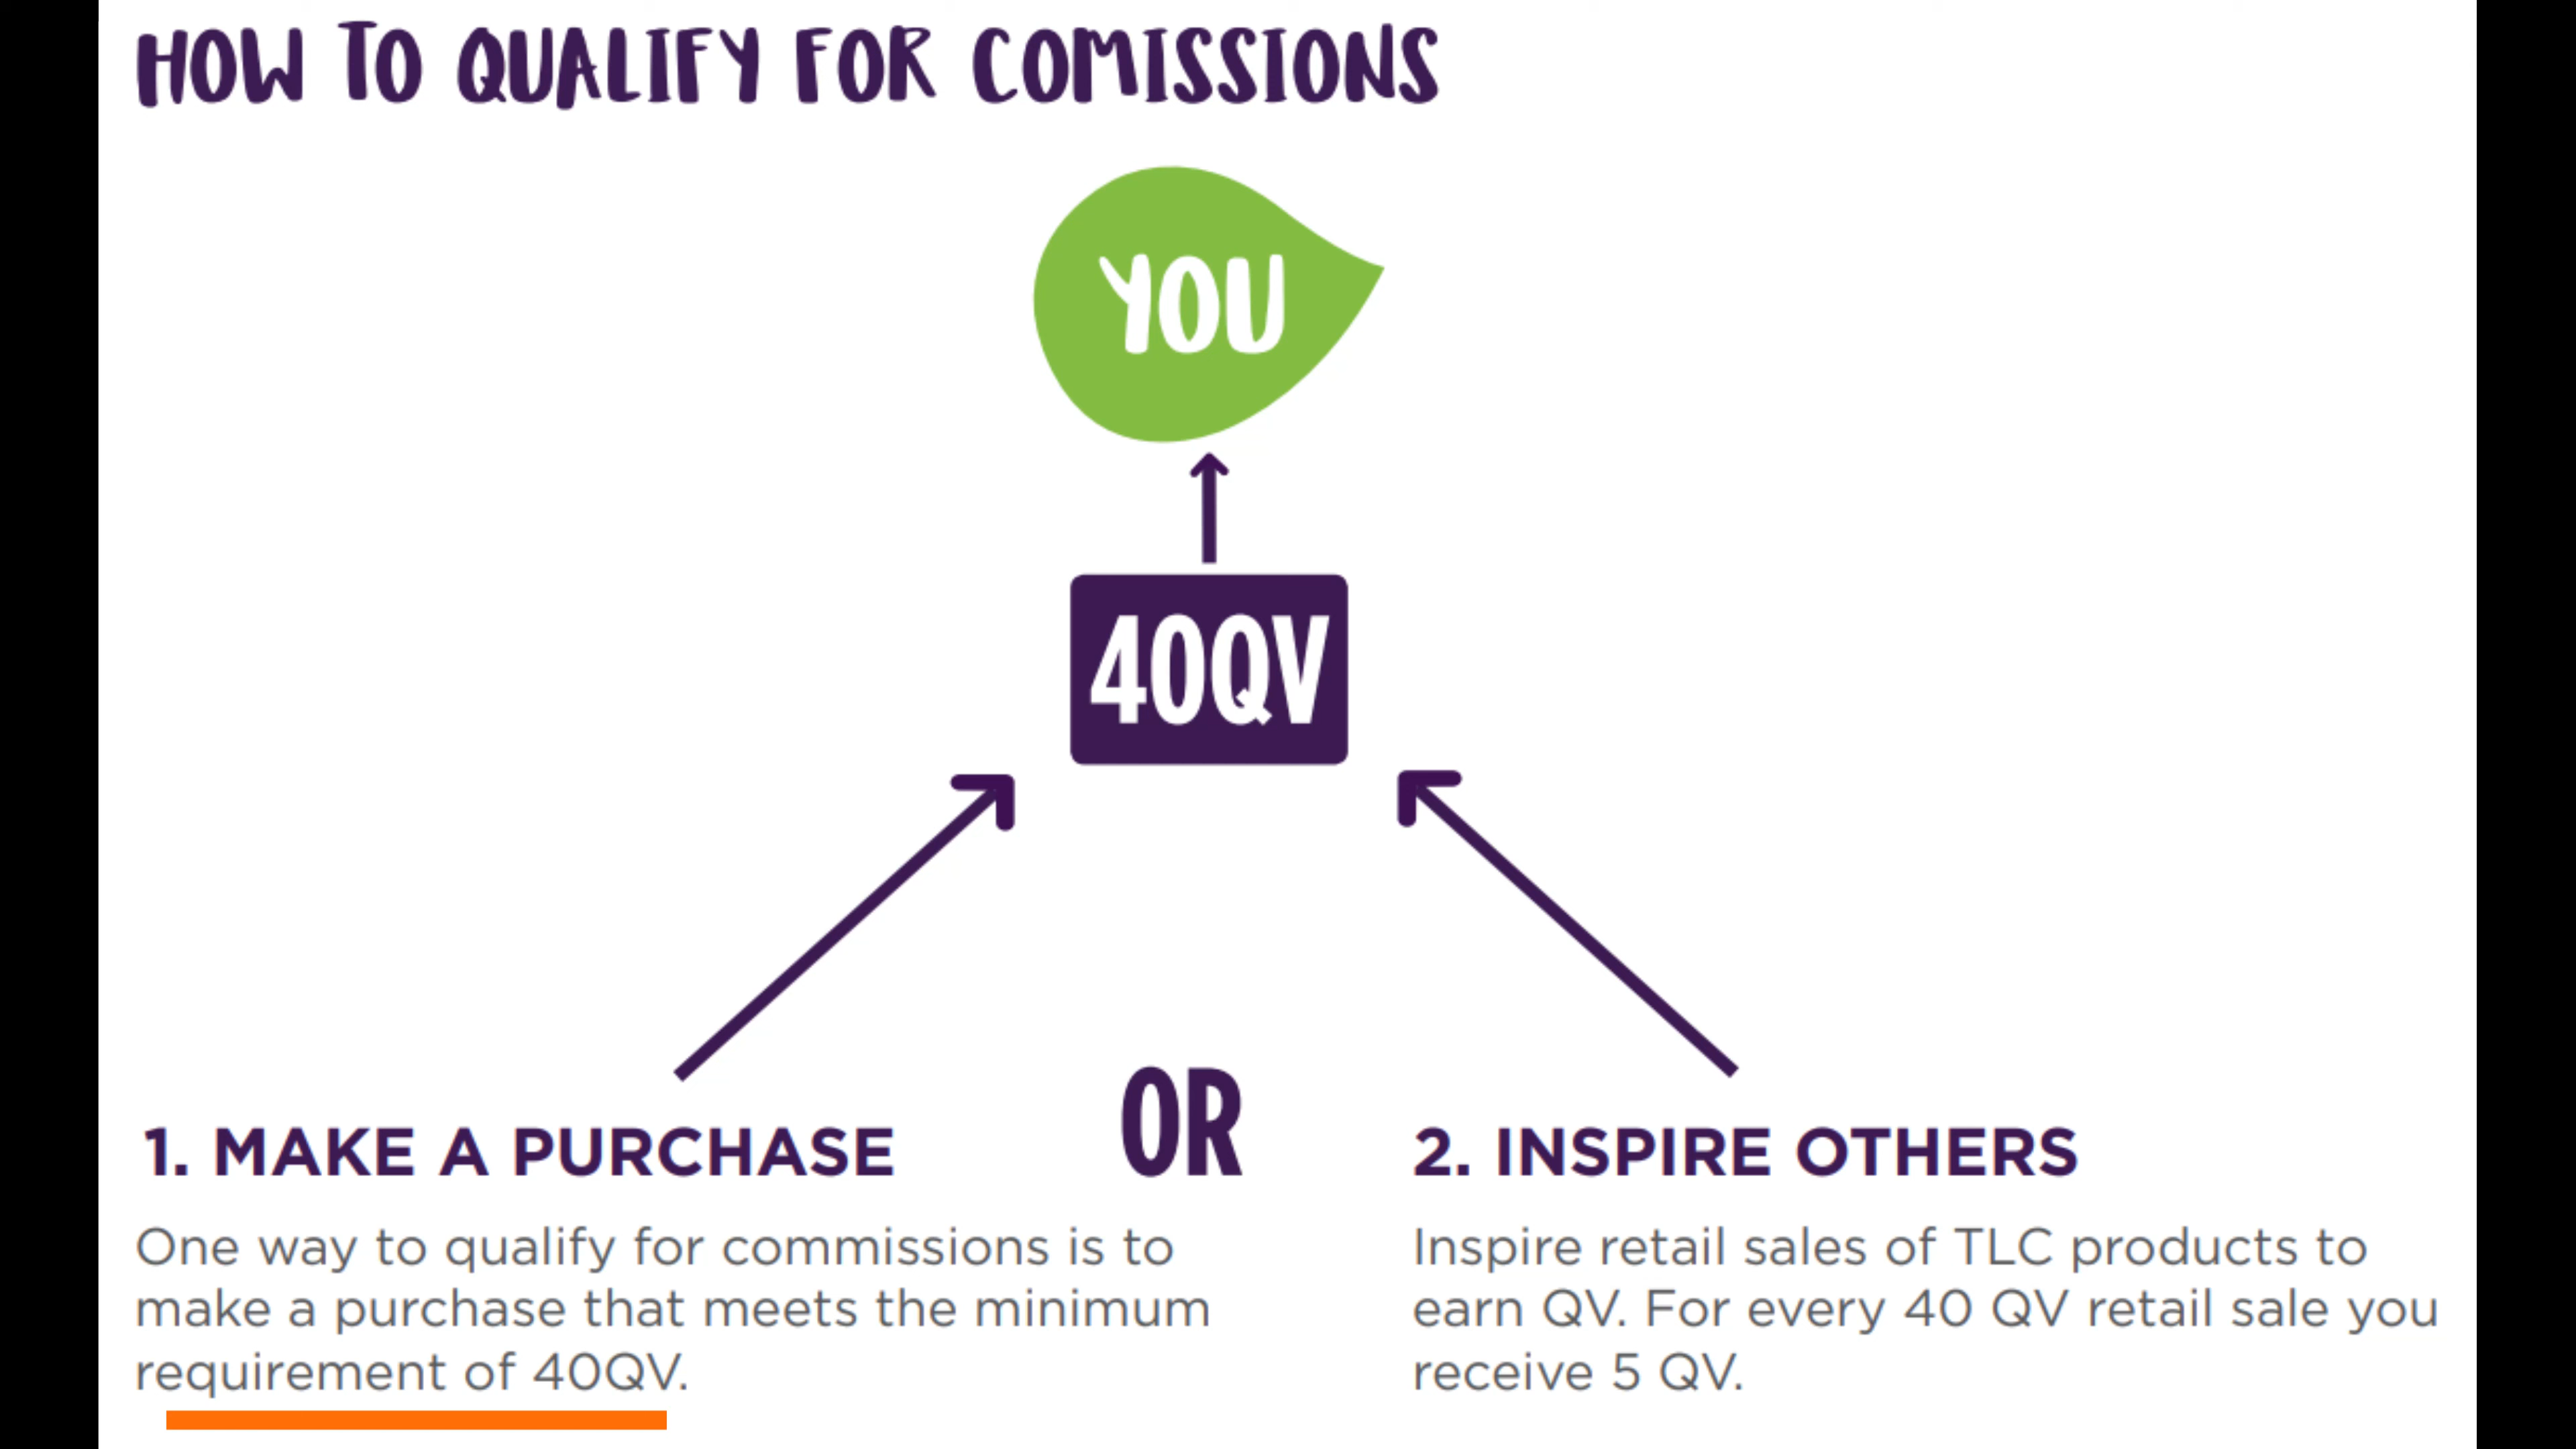 HOW TO QUALIFY FOR COMISSIONS
YOU
40QV
1. MAKE A PURCHASE
One way to qualify for commissions is to
make a purchase that meets the minimum
requirement of 40QV.
OR
2. INSPIRE OTHERS
Inspire retail sales of TLC products to
earn QV. For every 40 QV retail sale you
receive 5 QV.